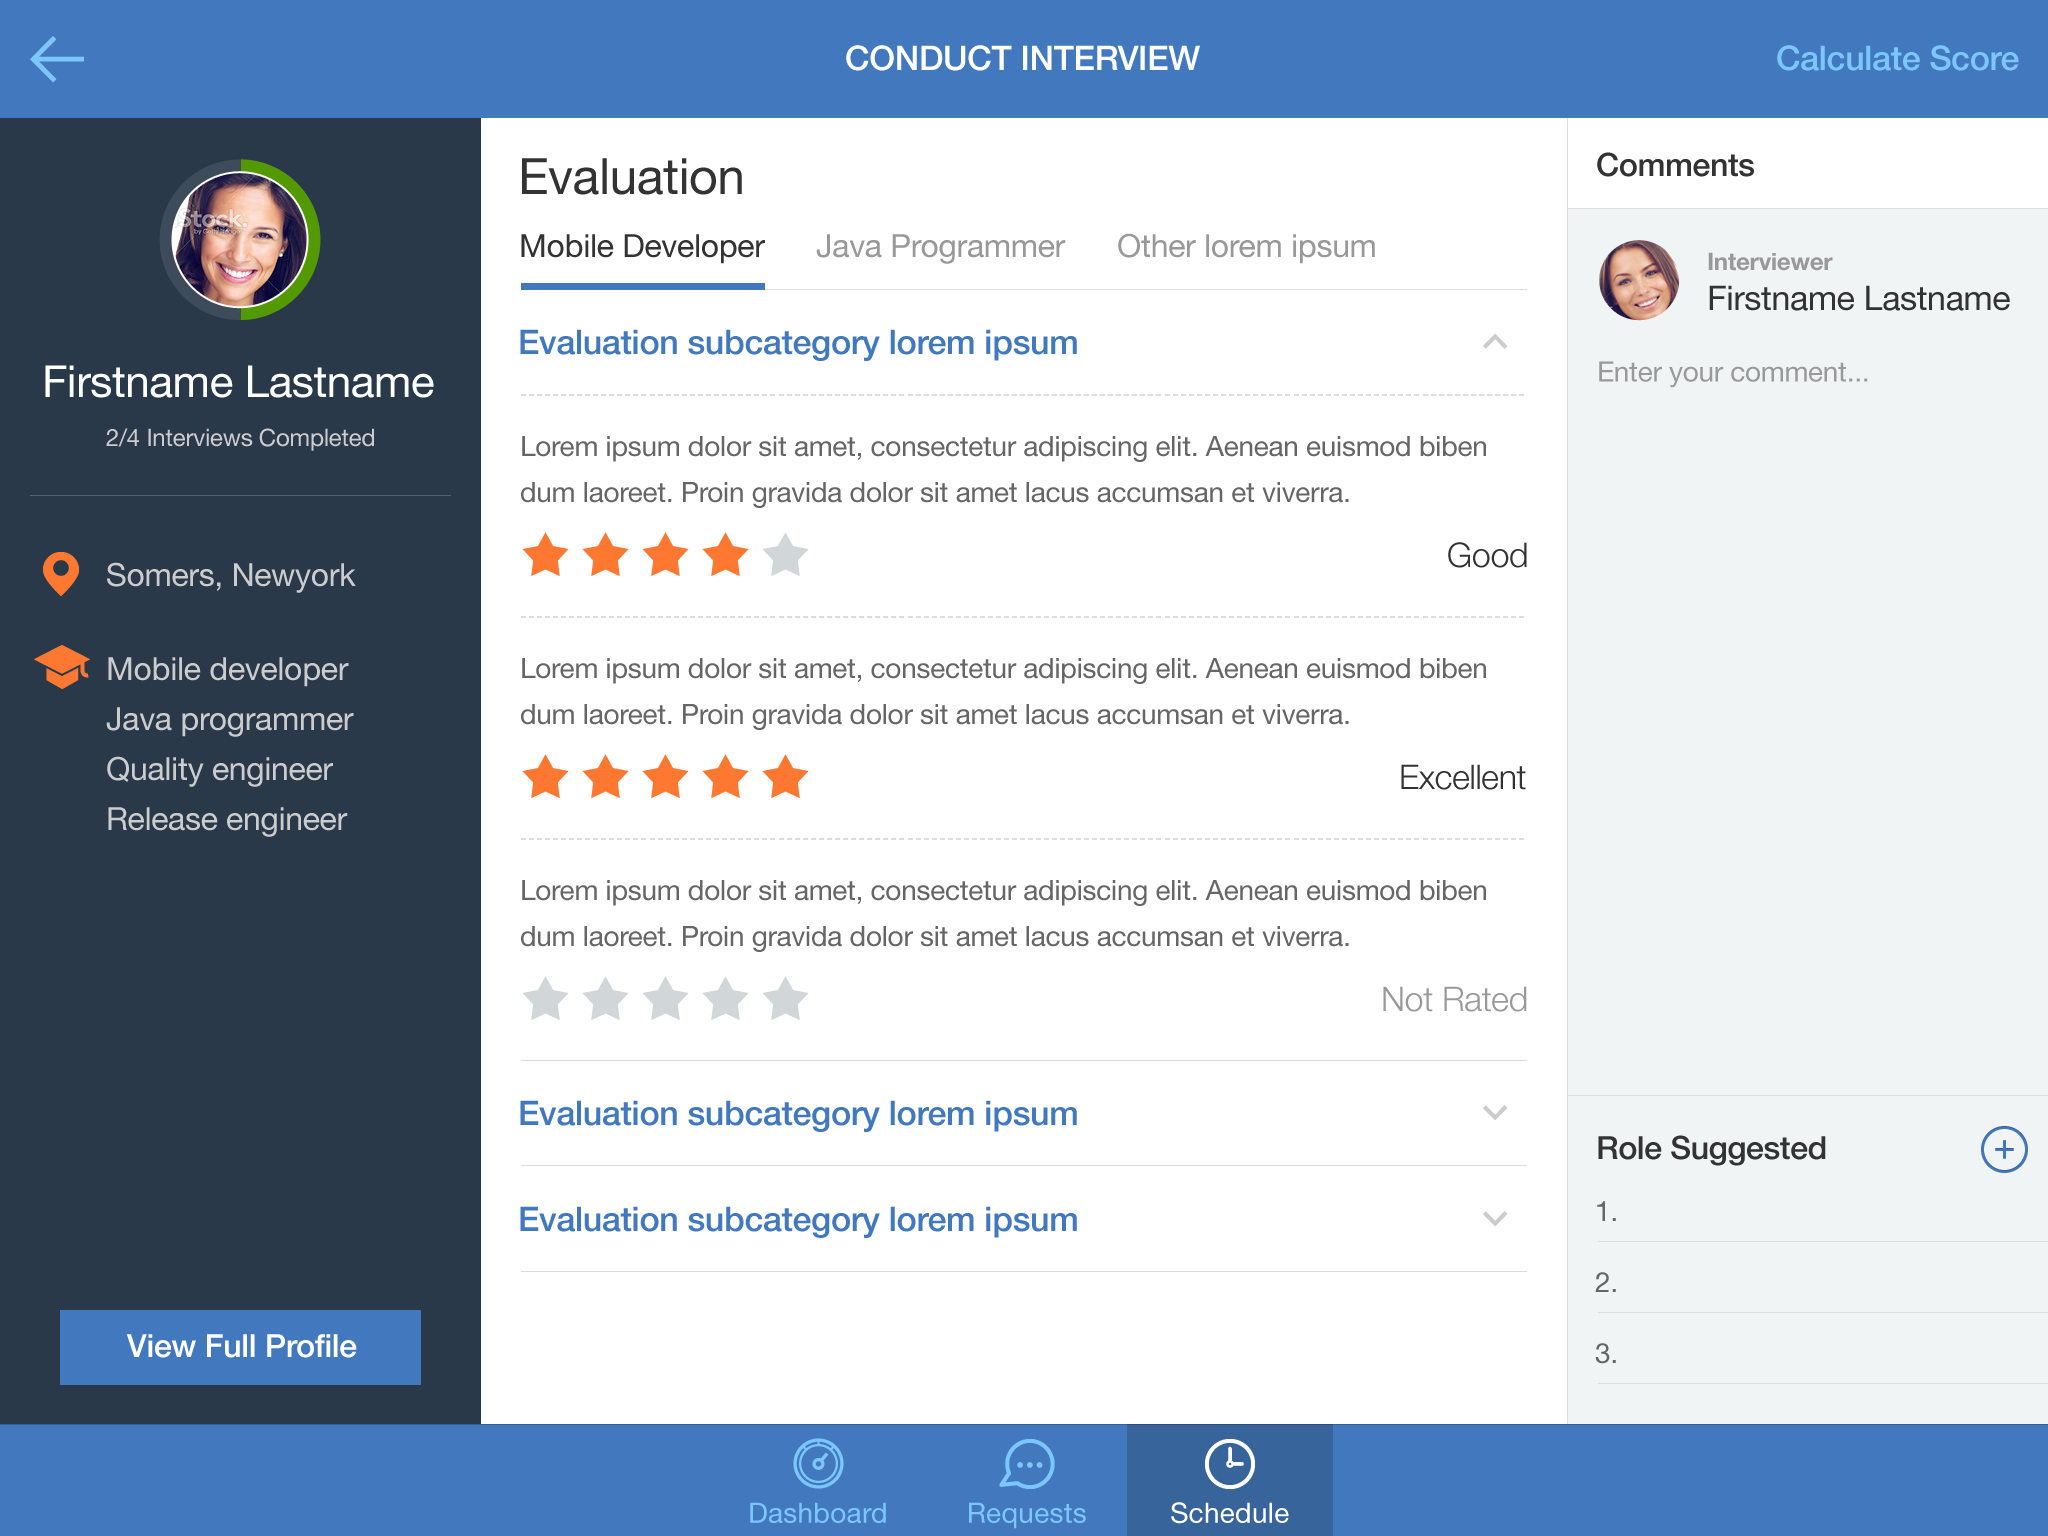 CONDUCT INTERVIEW
Calculate Score
iStock.
Firstname Lastname
2/4 Interviews Completed
Somers, Newyork
Mobile developer
Java programmer
Quality engineer
Release engineer
View Full Profile
Evaluation
Mobile Developer
Java Programmer
Other lorem ipsum
Evaluation subcategory lorem ipsum
Lorem ipsum dolor sit amet, consectetur adipiscing elit. Aenean euismod biben
dum laoreet. Proin gravida dolor sit amet lacus accumsan et viverra.
Good
Lorem ipsum dolor sit amet, consectetur adipiscing elit. Aenean euismod biben
dum laoreet. Proin gravida dolor sit amet lacus accumsan et viverra.
Excellent
Lorem ipsum dolor sit amet, consectetur adipiscing elit. Aenean euismod biben
dum laoreet. Proin gravida dolor sit amet lacus accumsan et viverra.
Not Rated
Evaluation subcategory lorem ipsum
Evaluation subcategory lorem ipsum
Comments
Interviewer
Firstname Lastname
Enter your comment...
Role Suggested
1.
2.
3.
Dashboard
Requests
Schedule